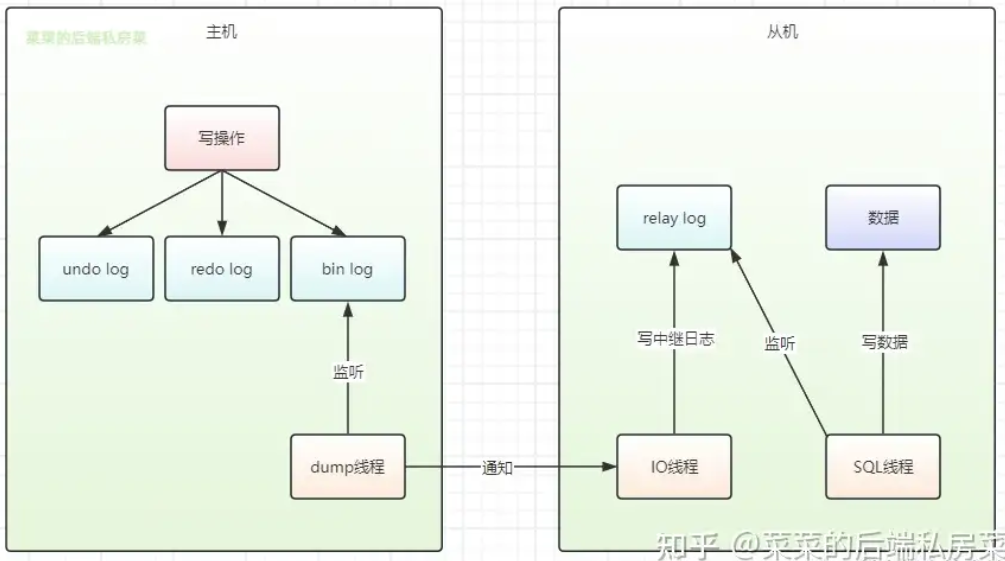 主机
从机
菜菜的后端私房菜
写操作
undo log
redo log
bin log
relay log
数据
监听
写中继日志
监听
写数据
dump线程
通知
IO线程
SQL线程
知乎 @菜菜的后端私房菜